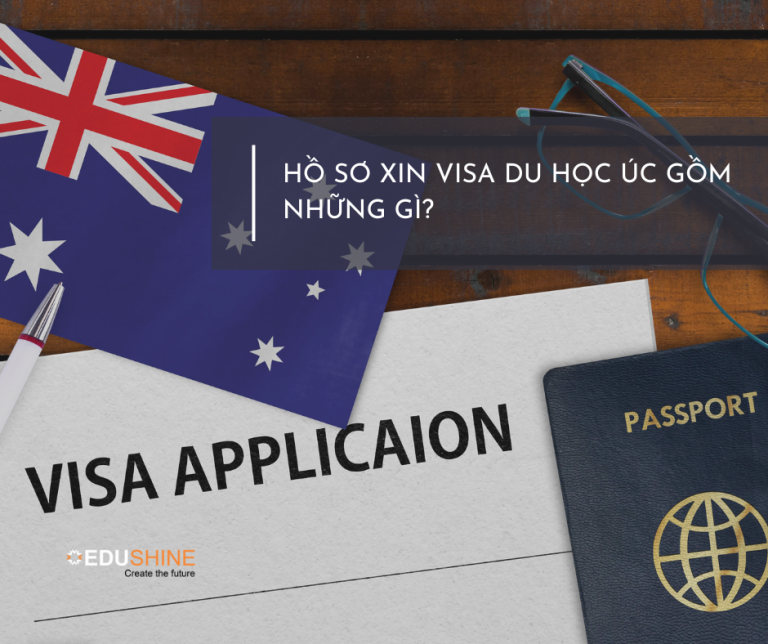 HỒ SƠ XIN VISA DU HỌC ÚC GỒM
NHỮNG GÌ?
VISA APPLICAION
PASSPORT
EDUSHINE
Create the future